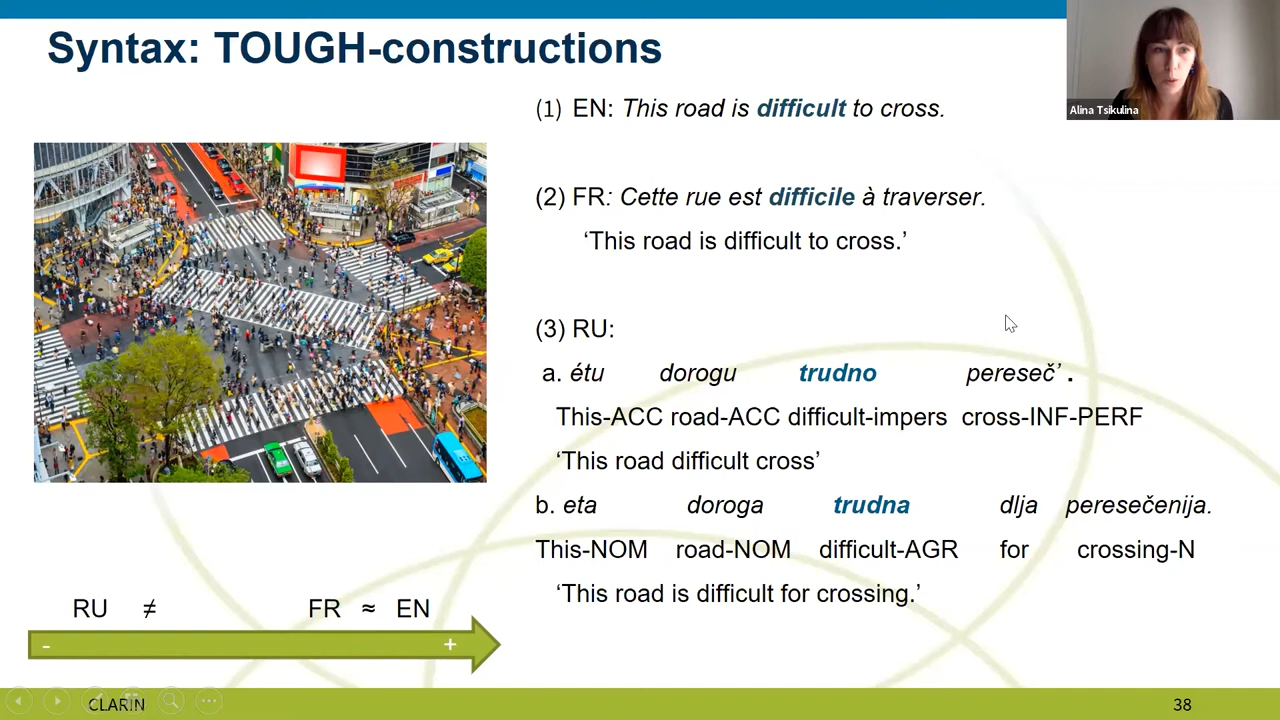 Syntax: TOUGH-constructions
Alina Tsikulina
(1) EN: This road is difficult to cross.
(2) FR: Cette rue est difficile à traverser.
‘This road is difficult to cross.’
(3) RU:
a. étu dorogu trudno pereseč’ .
This-ACC road-ACC difficult-impers cross-INF-PERF
‘This road difficult cross’
b. eta doroga trudna dlja peresečenija.
This-NOM road-NOM difficult-AGR for crossing-N
‘This road is difficult for crossing.’
RU ≠ FR ≈ EN
- +
CLARIN
38